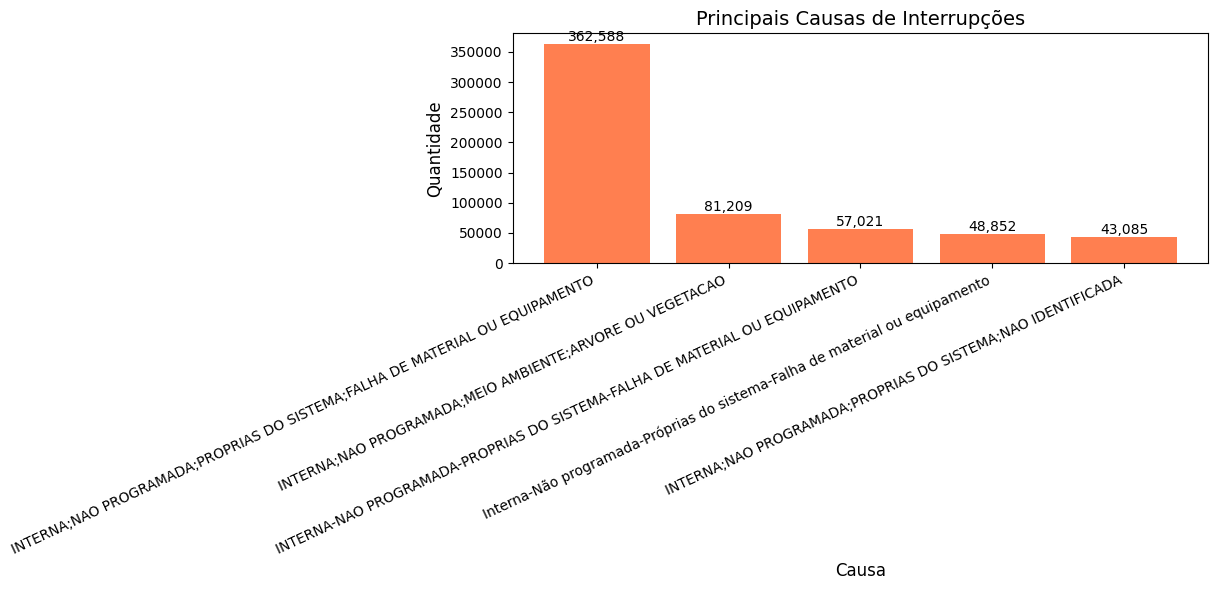 Principais Causas de Interrupções
Quantidade
350000
300000
250000
200000
150000
100000
50000
0
362,588
81,209
57,021
48,852
43,085
INTERNA;NAO PROGRAMADA;PROPRIAS DO SISTEMA;FALHA DE MATERIAL OU EQUIPAMENTO
INTERNA;NAO PROGRAMADA;MEIO AMBIENTE;ARVORE OU VEGETACAO
INTERNA-NAO PROGRAMADA-PROPRIAS DO SISTEMA-FALHA DE MATERIAL OU EQUIPAMENTO
Interna-Não programada-Próprias do sistema-Falha de material ou equipamento
INTERNA;NAO PROGRAMADA;PROPRIAS DO SISTEMA;NAO IDENTIFICADA
Causa